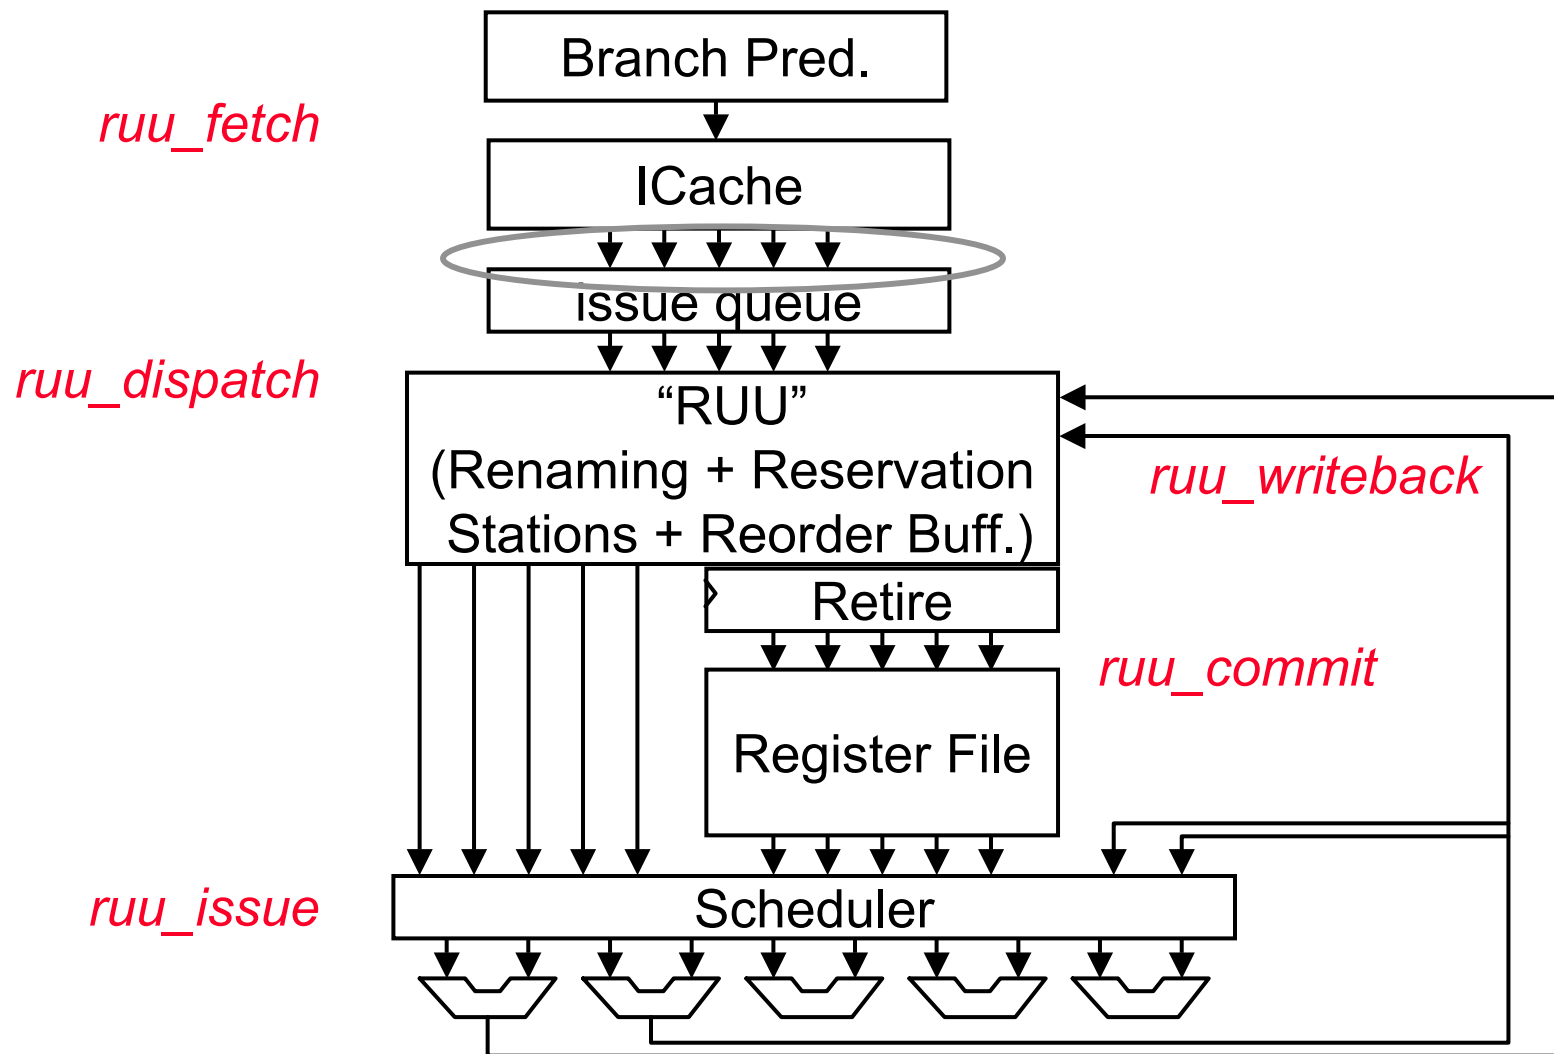 Branch Pred.
ruu_fetch
ICache
issue queue
ruu_dispatch
“RUU”
(Renaming + Reservation
Stations + Reorder Buff.)
ruu_writeback
Retire
ruu_commit
Register File
ruu_issue
Scheduler